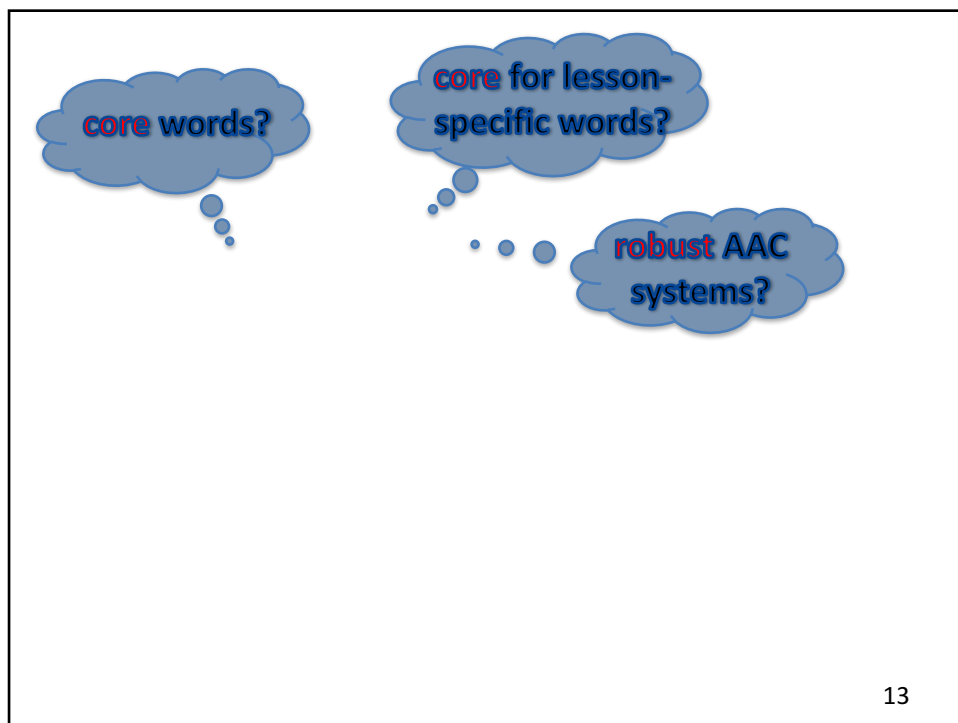 core words?
core for lesson-
specific words?
robust AAC
systems?
13